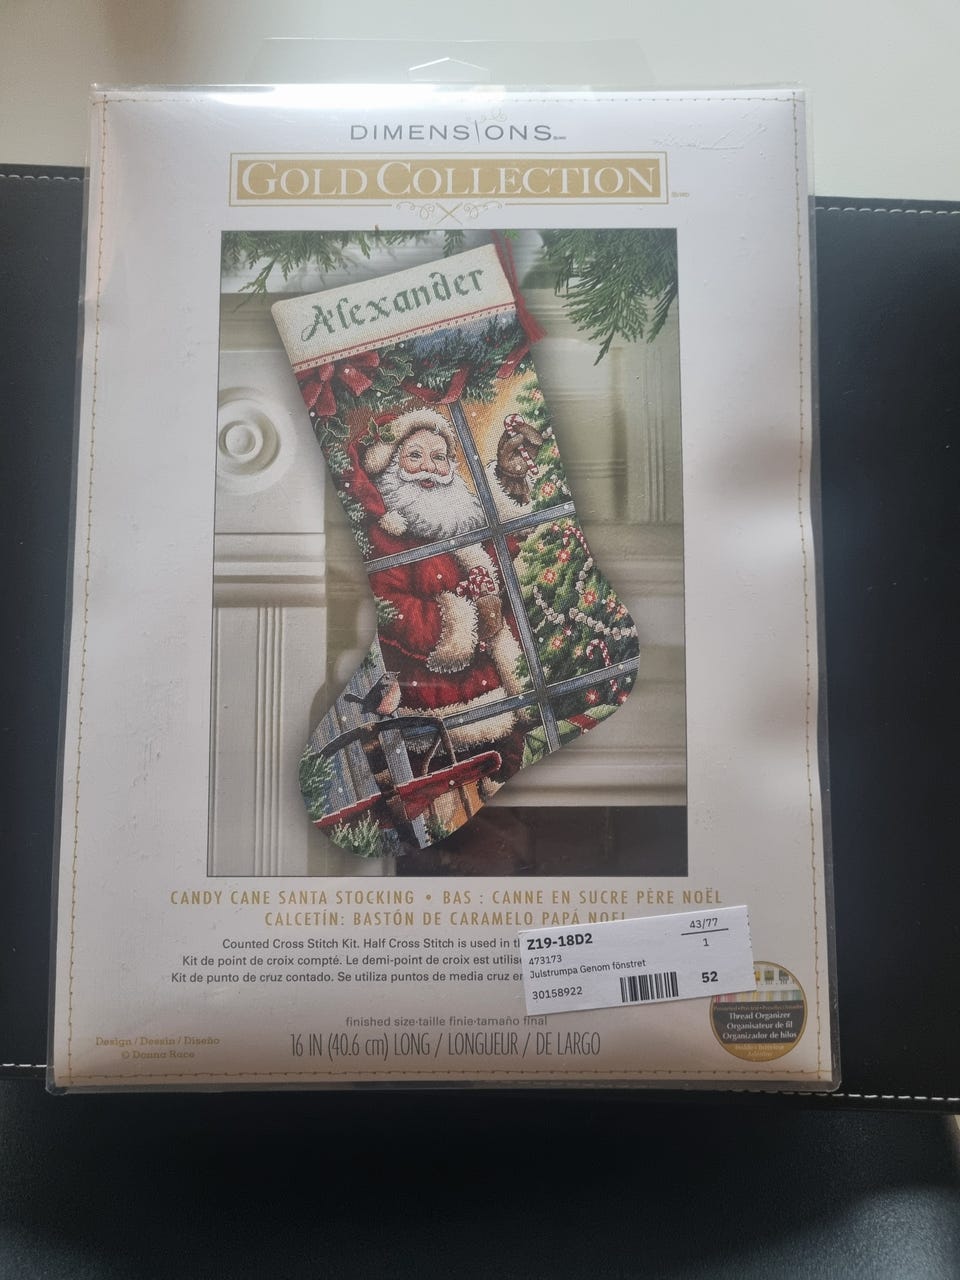 DIMENSIONS
GOLD COLLECTION
Alexander
CANDY CANE SANTA STOCKING • BAS : CANNE EN SUCRE PÈRE NOËL
CALCETÍN: BASTÓN DE CARAMELO PAPÁ NOEL
Counted Cross Stitch Kit. Half Cross Stitch is used in
Kit de point de croix compté. Le demi-point de croix est
Kit de punto de cruz contado. Se utiliza puntos de media cruz
Z19-18D2
43/77
1
473173
Julstrumpa Genom fönstret
30158922
52
finished size·taille finie·tamaño final
16 IN (40.6 cm) LONG / LONGUEUR / DE LARGO
Design / Dessin / Diseño
© Donna Race
Thread Organizer
Organisateur de fil
Organizador de hilos